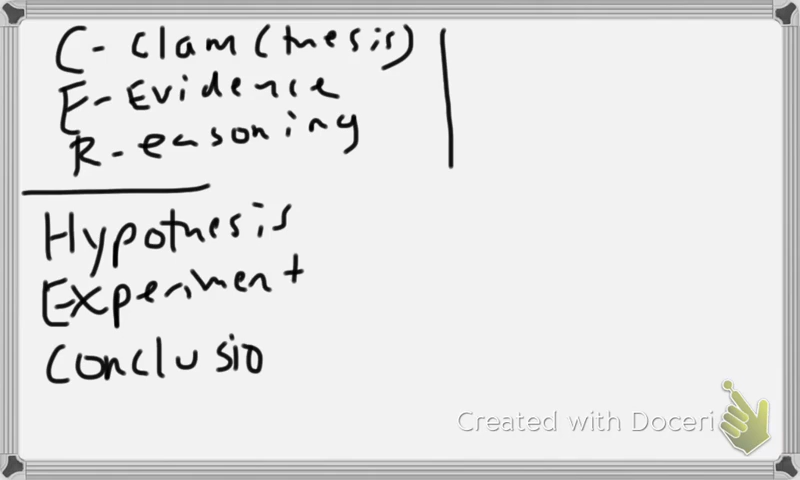 C- clam (thesis)
E- Evidence
R- easoning
Hypothesis
Experiment
Conclusio
Created with Doceri